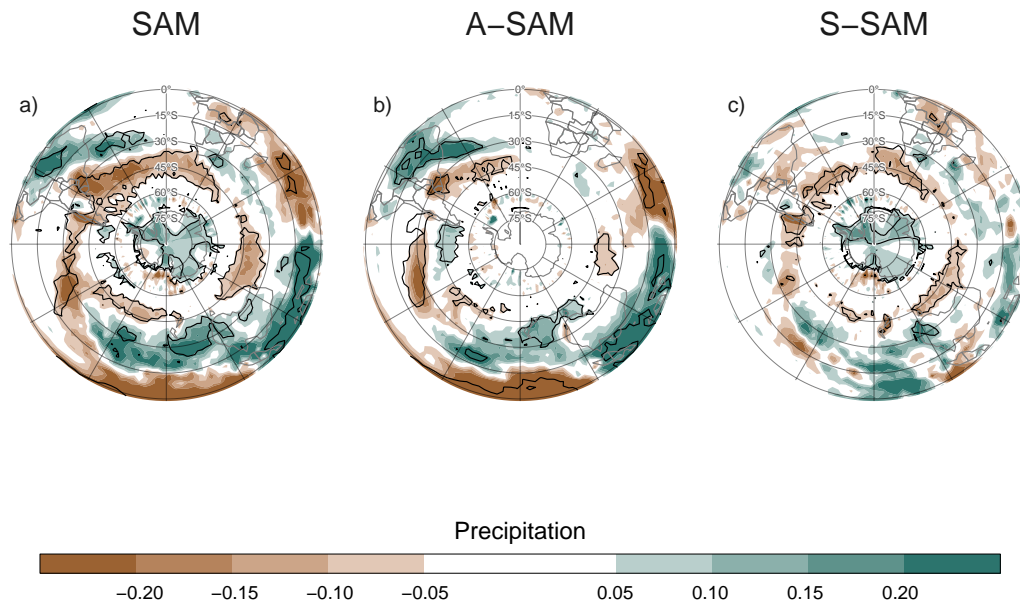 SAM A−SAM S−SAM
a) b) c)
0° 0° 0°
15°S 15°S 15°S
30°S 30°S 30°S
45°S 45°S 45°S
60°S 60°S 60°S
75°S 75°S 75°S
Precipitation
−0.20 −0.15 −0.10 −0.05 0.05 0.10 0.15 0.20